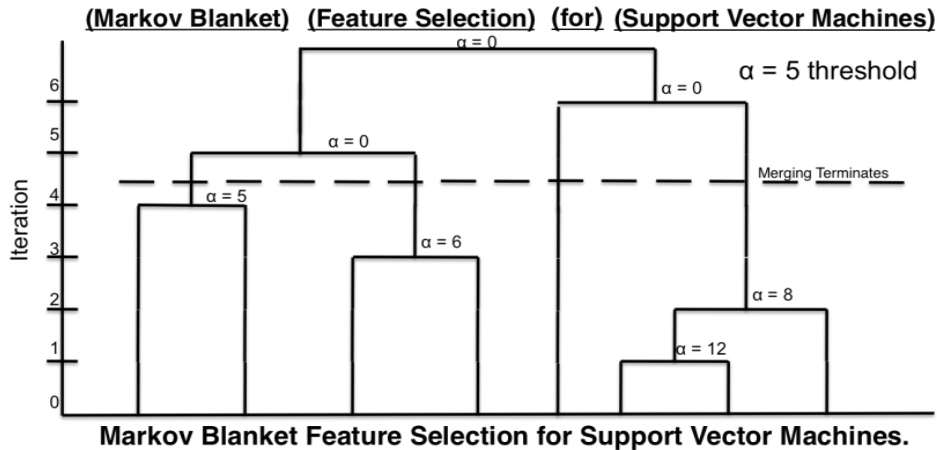 (Markov Blanket) (Feature Selection) (for) (Support Vector Machines)
α = 0
α = 5 threshold
6
α = 0
5
α = 0
Merging Terminates
4
α = 5
Iteration
3
α = 6
2
α = 8
1
α = 12
0
Markov Blanket Feature Selection for Support Vector Machines.